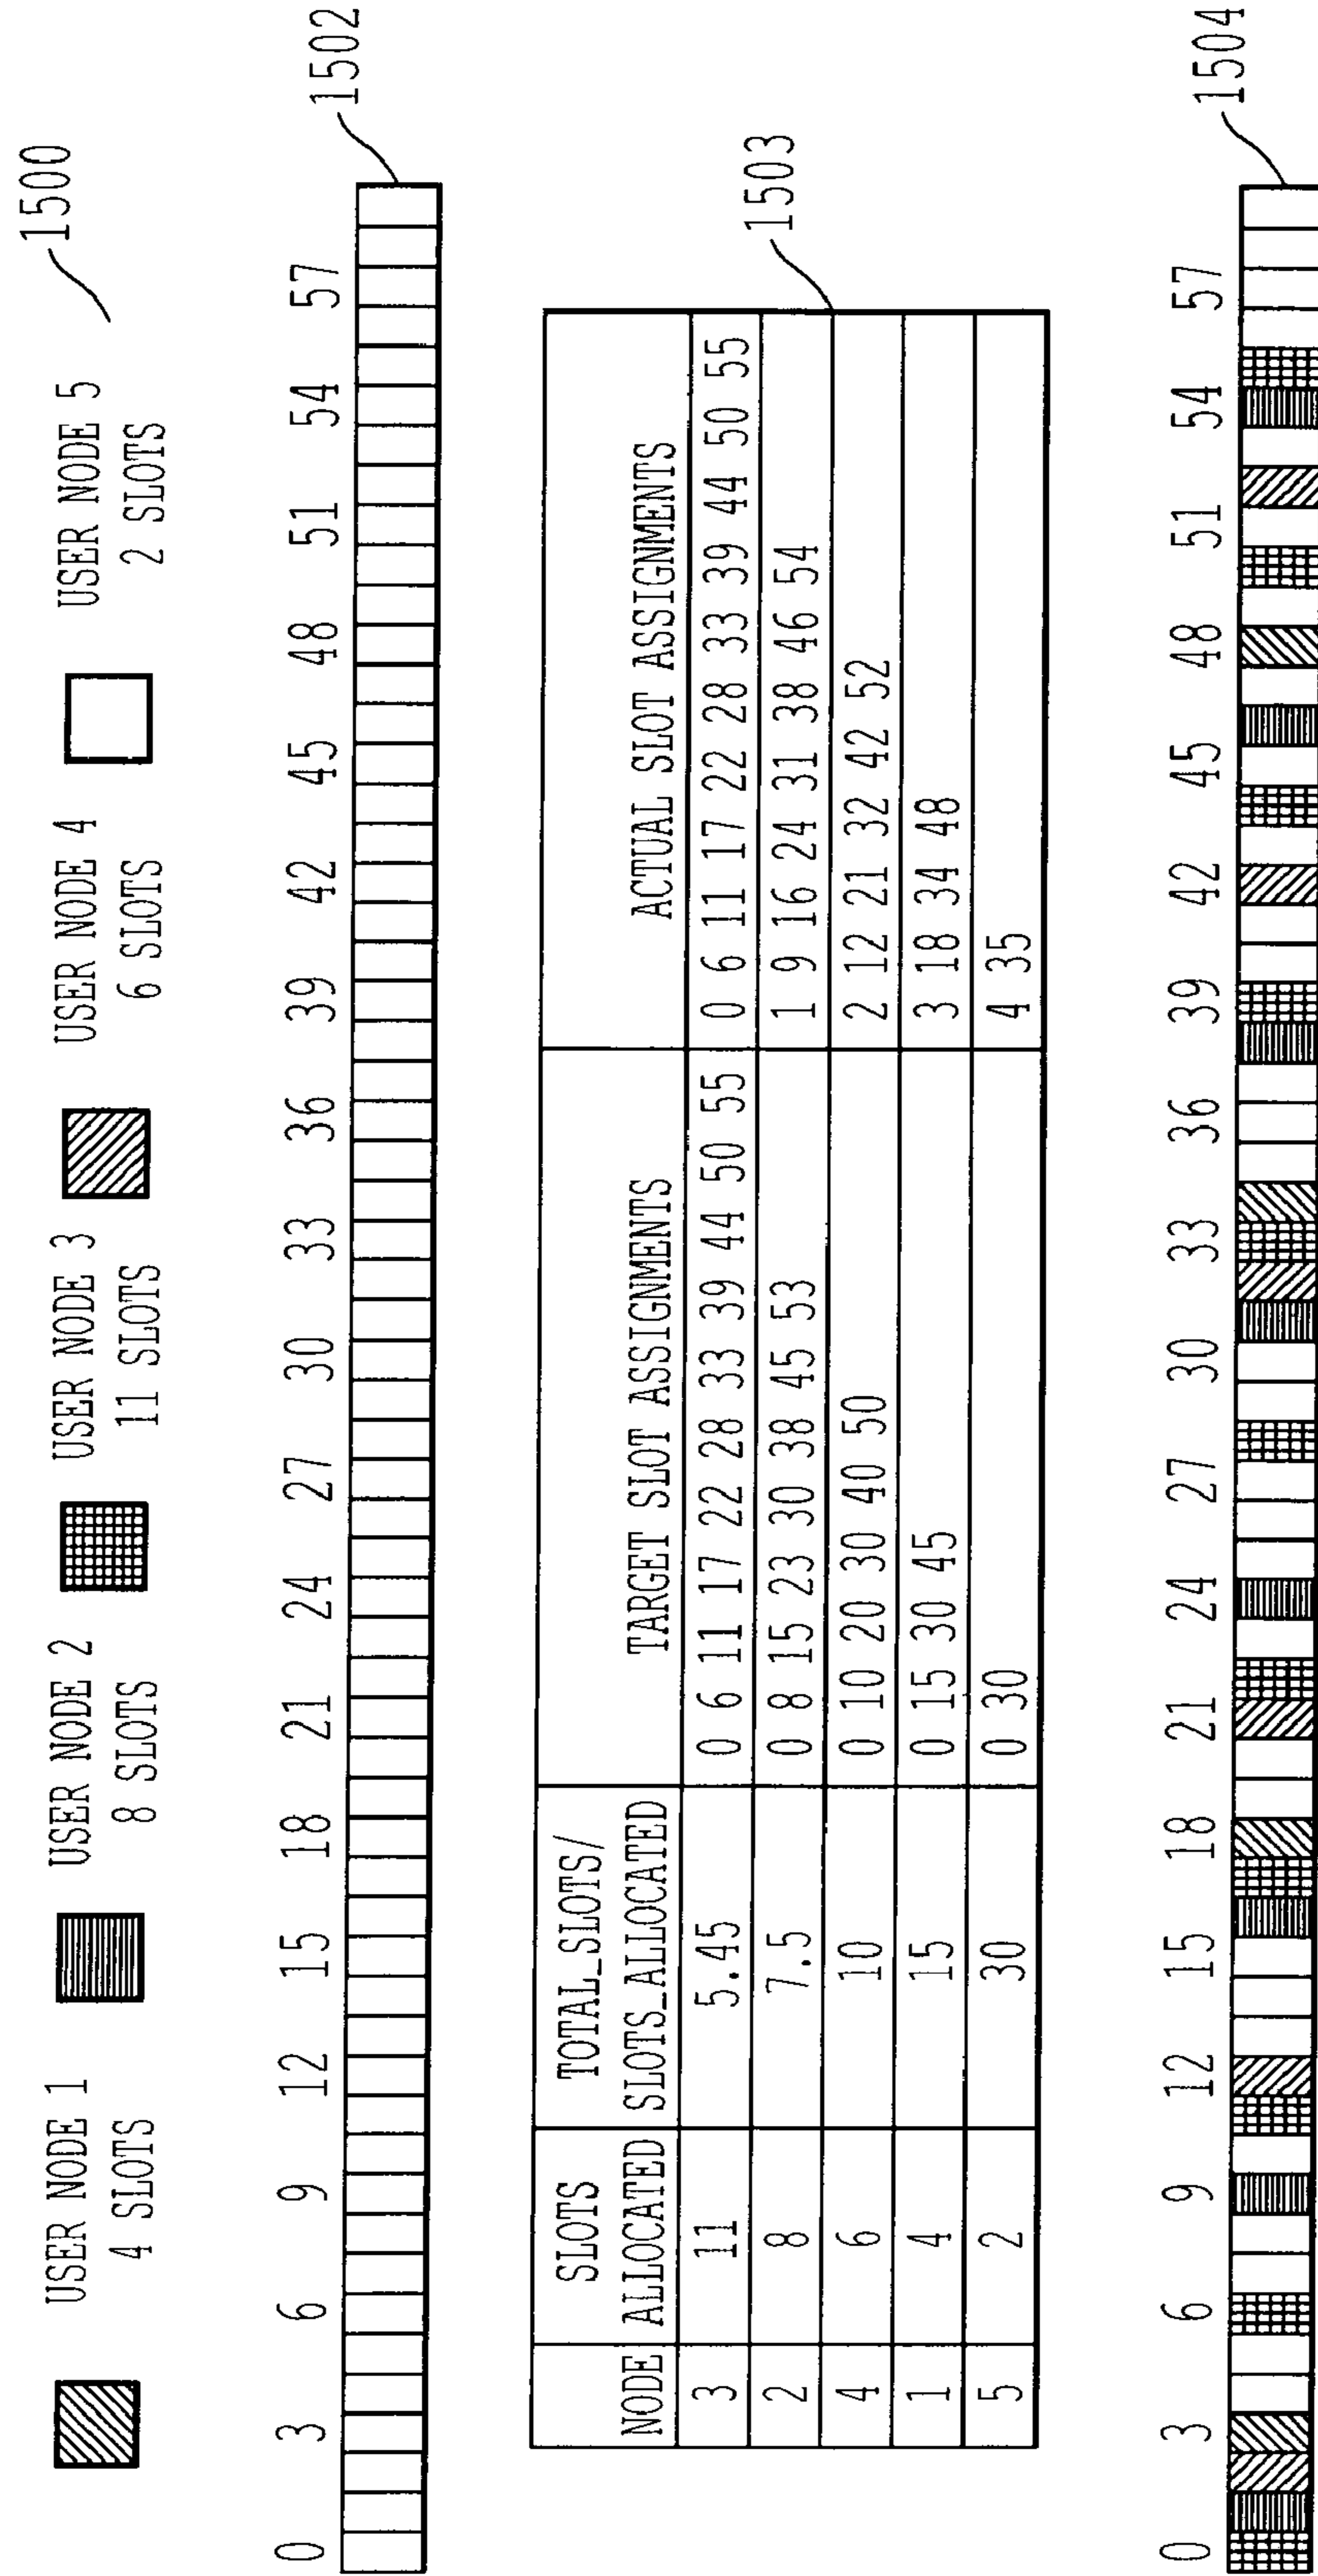 1500
USER NODE 1 USER NODE 2 USER NODE 3 USER NODE 4 USER NODE 5
4 SLOTS 8 SLOTS 11 SLOTS 6 SLOTS 2 SLOTS
0 3 6 9 12 15 18 21 24 27 30 33 36 39 42 45 48 51 54 57
1502
1503
SLOTS TOTAL_SLOTS/
NODE ALLOCATED SLOTS_ALLOCATED TARGET SLOT ASSIGNMENTS ACTUAL SLOT ASSIGNMENTS
3 11 5.45 0 6 11 17 22 28 33 39 44 50 55 0 6 11 17 22 28 33 39 44 50 55
2 8 7.5 0 8 15 23 30 38 45 53 1 9 16 24 31 38 46 54
4 6 10 0 10 20 30 40 50 2 12 21 32 42 52
1 4 15 0 15 30 45 3 18 34 48
5 2 30 0 30 4 35
0 3 6 9 12 15 18 21 24 27 30 33 36 39 42 45 48 51 54 57
1504